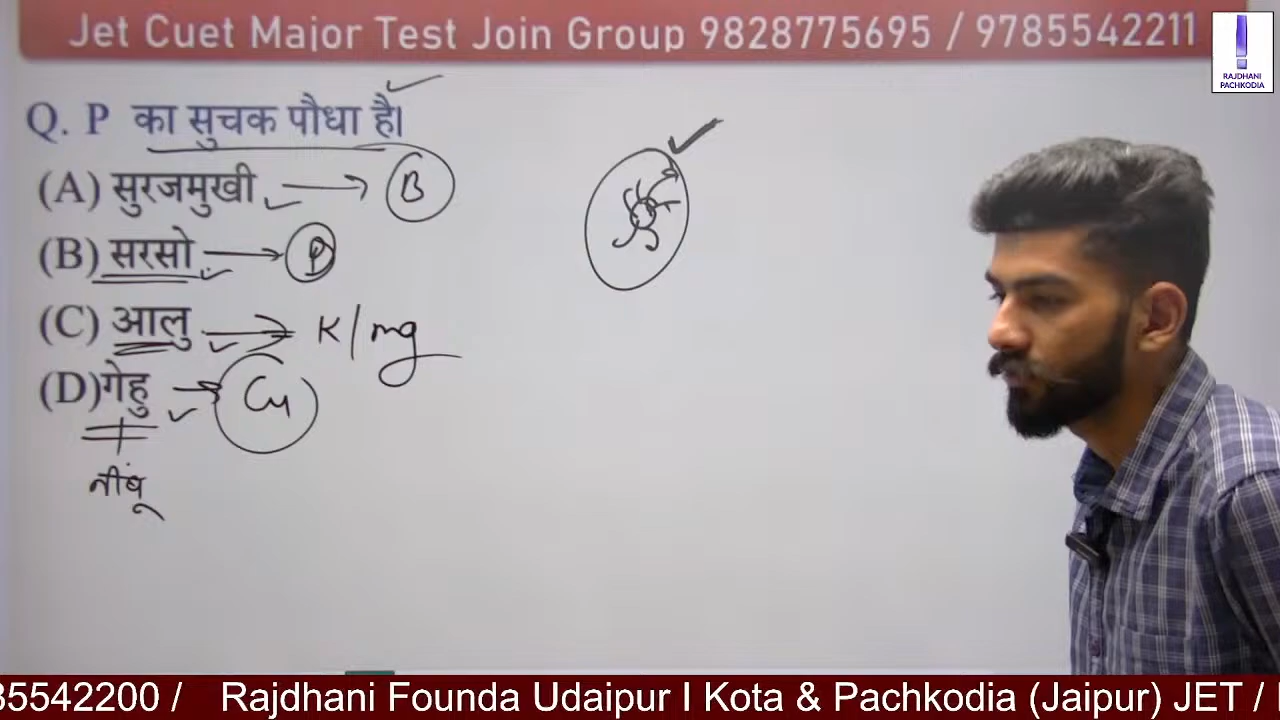 Jet Cuet Major Test Join Group 9828775695 / 9785542211
RAJDHANI
PACHKODIA
Q. P का सुचक पौधा है।
(A) सुरजमुखी → B
(B) सरसो → P
(C) आलु → K/mg
(D)गेहु → Cu
नींबू
85542200 / Rajdhani Founda Udaipur I Kota & Pachkodia (Jaipur) JET /